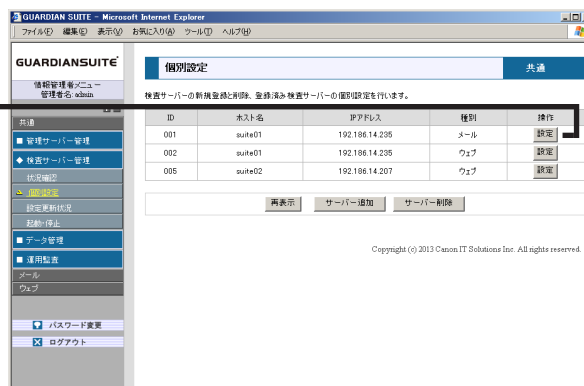 GUARDIAN SUITE - Microsoft Internet Explorer
ファイル(F) 編集(E) 表示(V) お気に入り(A) ツール(T) ヘルプ(H)
GUARDIANSUITE
情報管理者メニュー
管理者名:admin
共通
■ 管理サーバー管理
◆ 検査サーバー管理
状況確認
個別設定
設定更新状況
起動・停止
■ データ管理
■ 運用監査
メール
ウェブ
パスワード変更
ログアウト
個別設定 共通
検査サーバーの新規登録と削除、登録済み検査サーバーの個別設定を行います。
ID ホスト名 IPアドレス 種別 操作
001 suite01 192.186.14.235 メール 設定
002 suite01 192.186.14.235 ウェブ 設定
005 suite02 192.186.14.207 ウェブ 設定
再表示 サーバー追加 サーバー削除
Copyright (c) 2013 Canon IT Solutions Inc. All rights reserved.